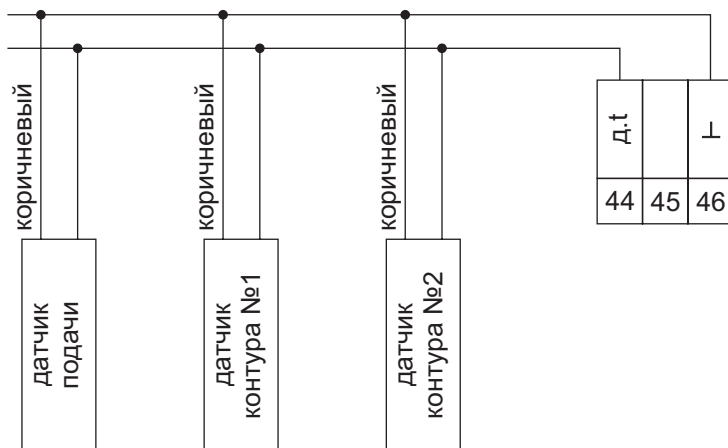 коричневый
коричневый
коричневый
датчик
подачи
датчик
контура №1
датчик
контура №2
д.t
44 45 46